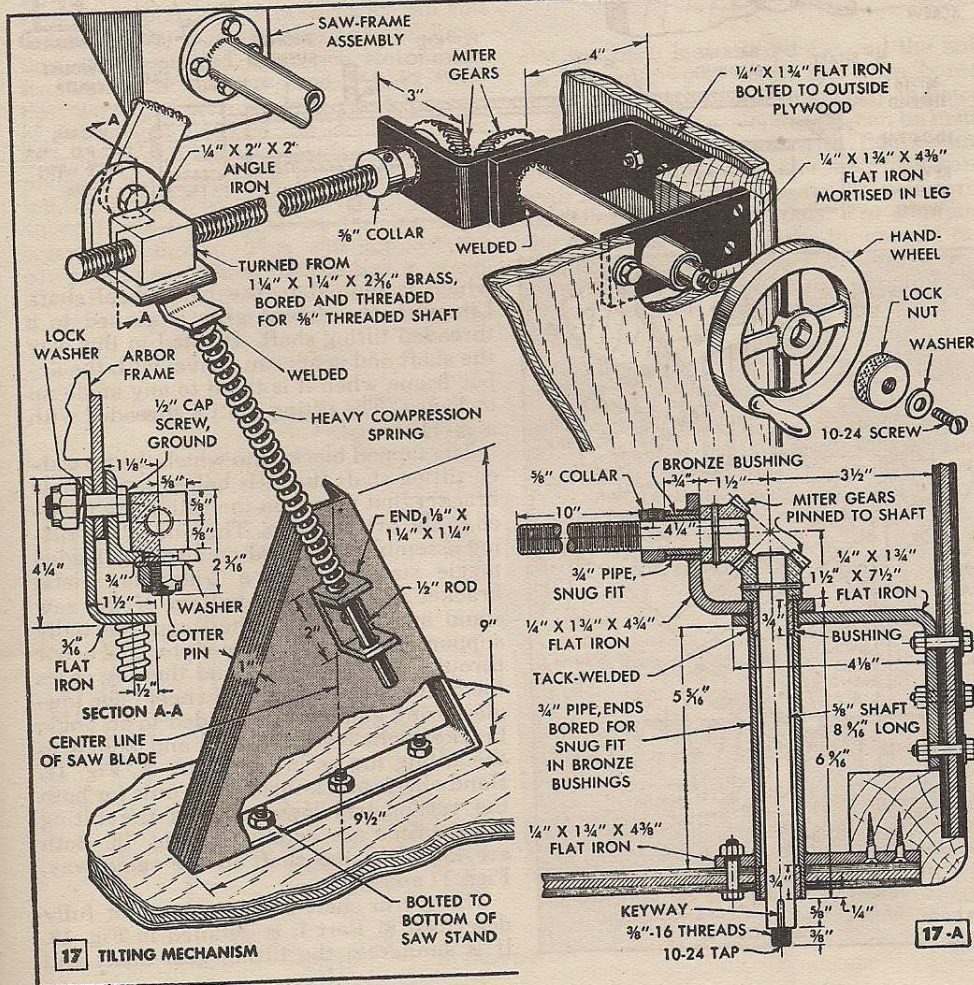 SAW-FRAME
ASSEMBLY
MITER
GEARS
4"
3"
¼" X 1¾" FLAT IRON
BOLTED TO OUTSIDE
PLYWOOD
A
¼" X 2" X 2"
ANGLE
IRON
¼" X 1¾" X 4⅜"
FLAT IRON
MORTISED IN LEG
⅝" COLLAR
WELDED
HAND-
WHEEL
TURNED FROM
1¼" X 1¼" X 2³⁄₁₆" BRASS,
BORED AND THREADED
FOR ⅝" THREADED SHAFT
A
LOCK
NUT
WASHER
10-24 SCREW
LOCK
WASHER
ARBOR
FRAME
WELDED
½" CAP
SCREW,
GROUND
HEAVY COMPRESSION
SPRING
1⅛"
⅝"
⅝"
⅝"
4¼"
2³⁄₁₆"
¾"
1½"
WASHER
COTTER
PIN
³⁄₁₆"
FLAT
IRON
½"
SECTION A-A
END, ⅛" X
1¼" X 1¼"
½" ROD
2"
9"
1"
CENTER LINE
OF SAW BLADE
9½"
BOLTED TO
BOTTOM OF
SAW STAND
17 TILTING MECHANISM
⅝" COLLAR
BRONZE BUSHING
¾"
1½"
3½"
10"
4¼"
MITER GEARS
PINNED TO SHAFT
¾" PIPE,
SNUG FIT
1½"
¼" X 1¾"
X 7½"
FLAT IRON
¼" X 1¾" X 4¾"
FLAT IRON
¾"
BUSHING
4⅛"
TACK-WELDED
5⁵⁄₁₆"
¾" PIPE, ENDS
BORED FOR
SNUG FIT
IN BRONZE
BUSHINGS
⅝" SHAFT
8⁹⁄₁₆" LONG
6⁹⁄₁₆"
¼" X 1¾" X 4⅜"
FLAT IRON
¾"
KEYWAY
⅝"
¼"
⅜"-16 THREADS
⅜"
10-24 TAP
17-A